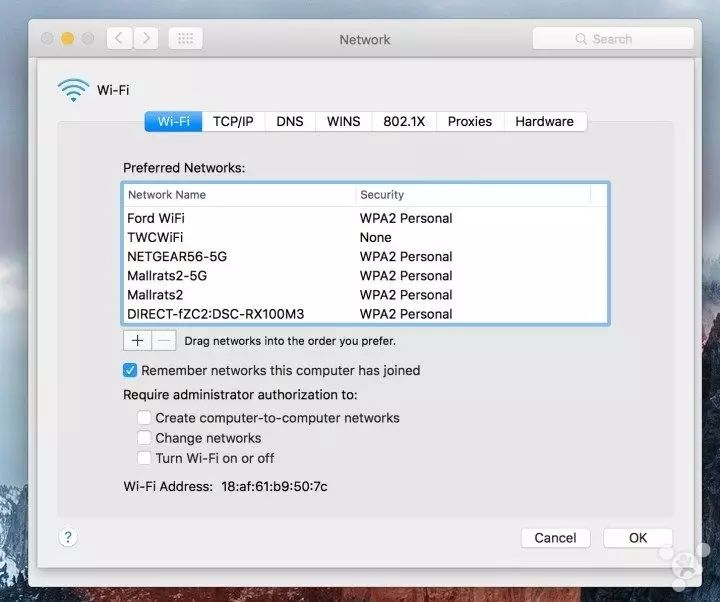 Network
Search
Wi-Fi
Wi-Fi TCP/IP DNS WINS 802.1X Proxies Hardware
Preferred Networks:
Network Name Security
Ford WiFi WPA2 Personal
TWCWiFi None
NETGEAR56-5G WPA2 Personal
Mallrats2-5G WPA2 Personal
Mallrats2 WPA2 Personal
DIRECT-fZC2:DSC-RX100M3 WPA2 Personal
+ − Drag networks into the order you prefer.
Remember networks this computer has joined
Require administrator authorization to:
Create computer-to-computer networks
Change networks
Turn Wi-Fi on or off
Wi-Fi Address: 18:af:61:b9:50:7c
? Cancel OK